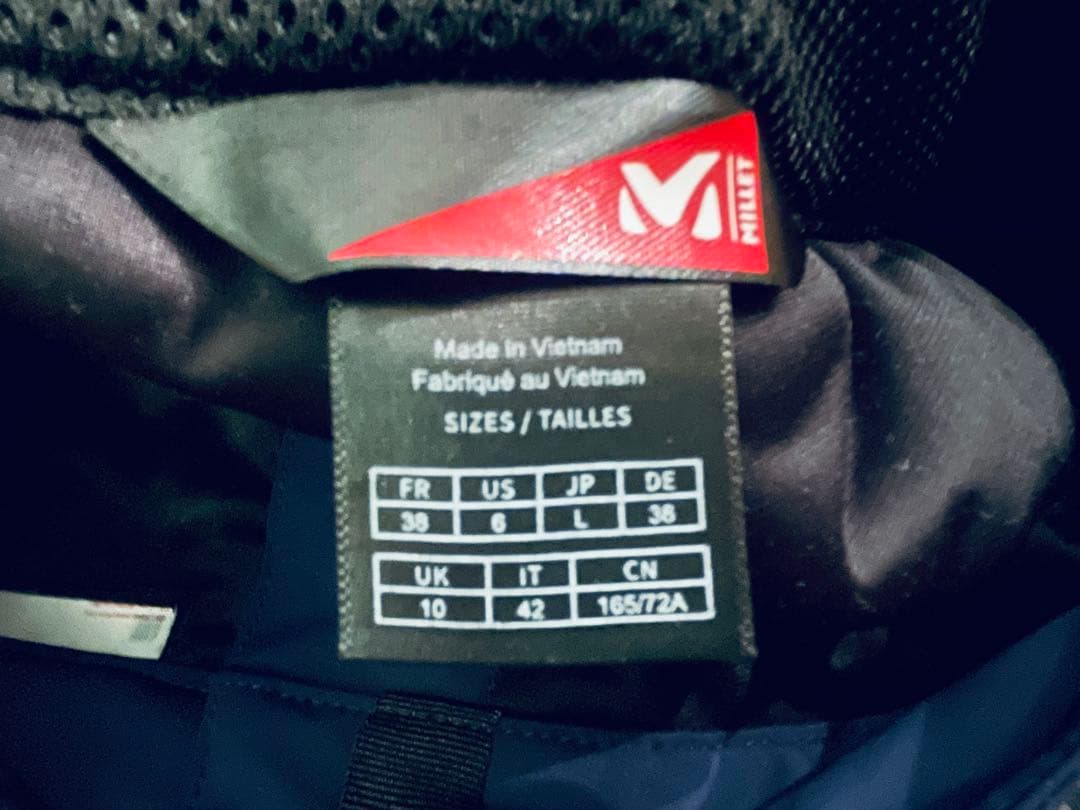 MILLET
Made in Vietnam
Fabriqué au Vietnam
SIZES / TAILLES
FR US JP DE
38 6 L 36
UK IT CN
10 42 165/72A